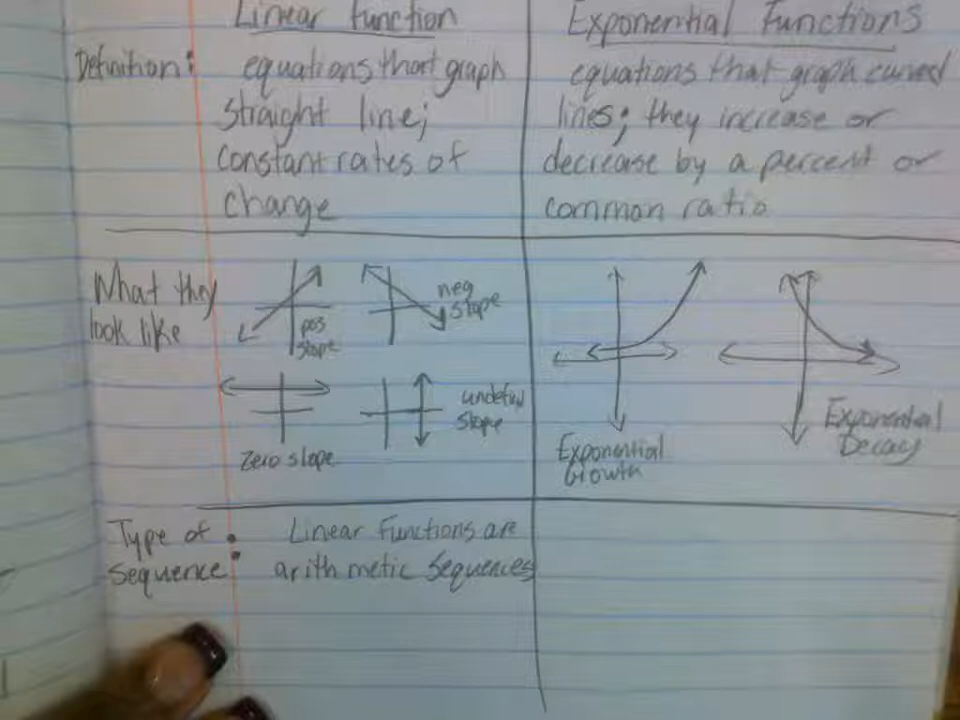 Linear function
Exponential Functions
Definition:
equations that graph
straight line;
constant rates of
change
equations that graph curved
lines; they increase or
decrease by a percent or
common ratio
What they
look like
pos
slope
neg
slope
zero slope
slope
Exponential
Growth
Exponential
Decay
Type of :
Sequence :
Linear Functions are
arithmetic sequences